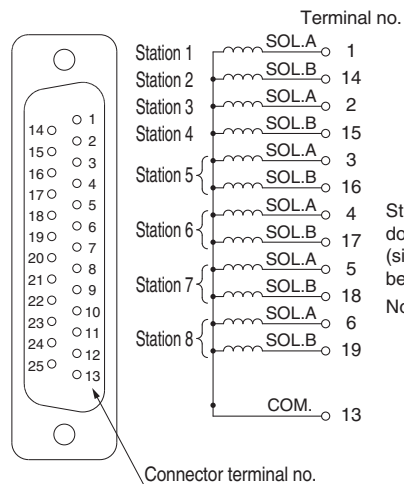 Terminal no.
Station 1 SOL.A 1
Station 2 SOL.B 14
Station 3 SOL.A 2
Station 4 SOL.B 15
Station 5 SOL.A 3
SOL.B 16
Station 6 SOL.A 4
SOL.B 17
Station 7 SOL.A 5
SOL.B 18
Station 8 SOL.A 6
SOL.B 19
COM. 13
1
14
2
15
3
16
4
17
5
18
6
19
7
20
8
21
9
22
10
23
11
24
12
25
13
Connector terminal no.
St
do
(si
be
No